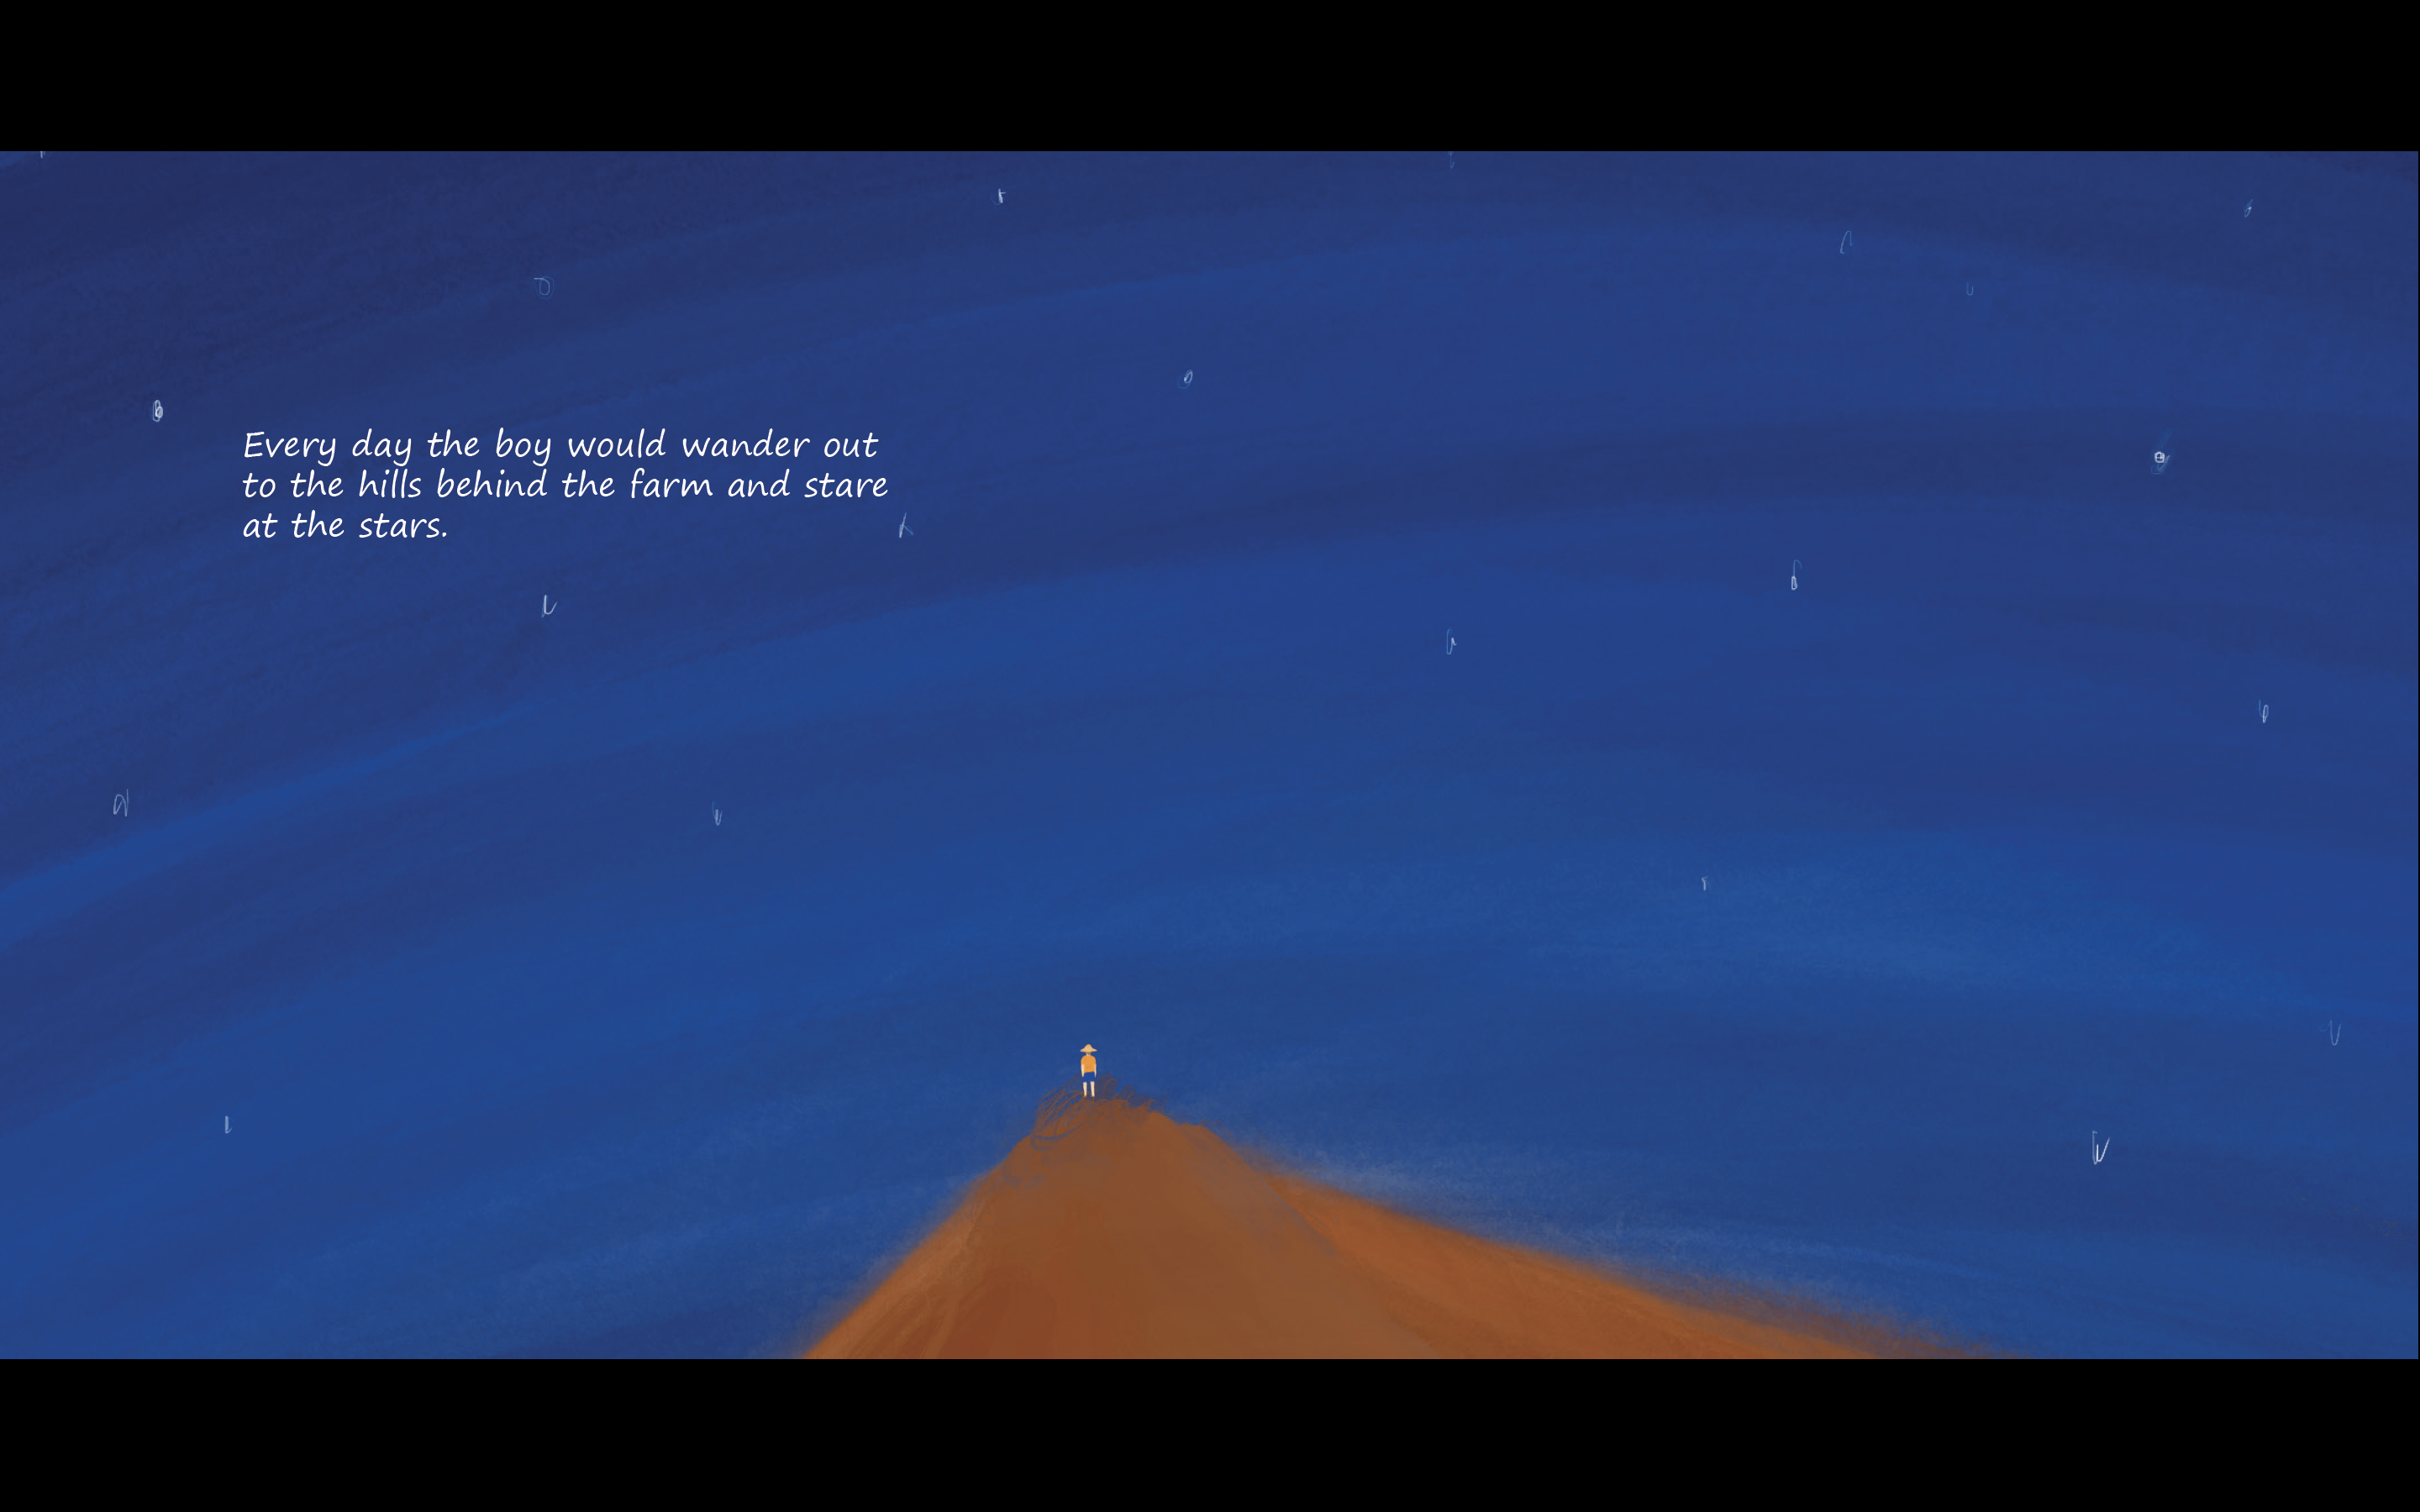 Every day the boy would wander out
to the hills behind the farm and stare
at the stars.